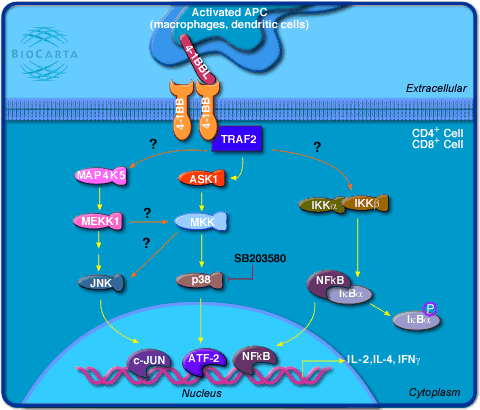 Activated APC
(macrophages, dendritic cells)
BIOCARTA
4-1BBL
Extracellular
4-1BB
4-1BB
CD4+ Cell
CD8+ Cell
TRAF2
?
?
MAP4K5
ASK1
IKKα
IKKβ
MEKK1
?
MKK
?
SB203580
JNK
p38
NFkB
IκBα
P
IκBα
c-JUN
ATF-2
NFkB
IL-2,IL-4, IFNγ
Nucleus
Cytoplasm